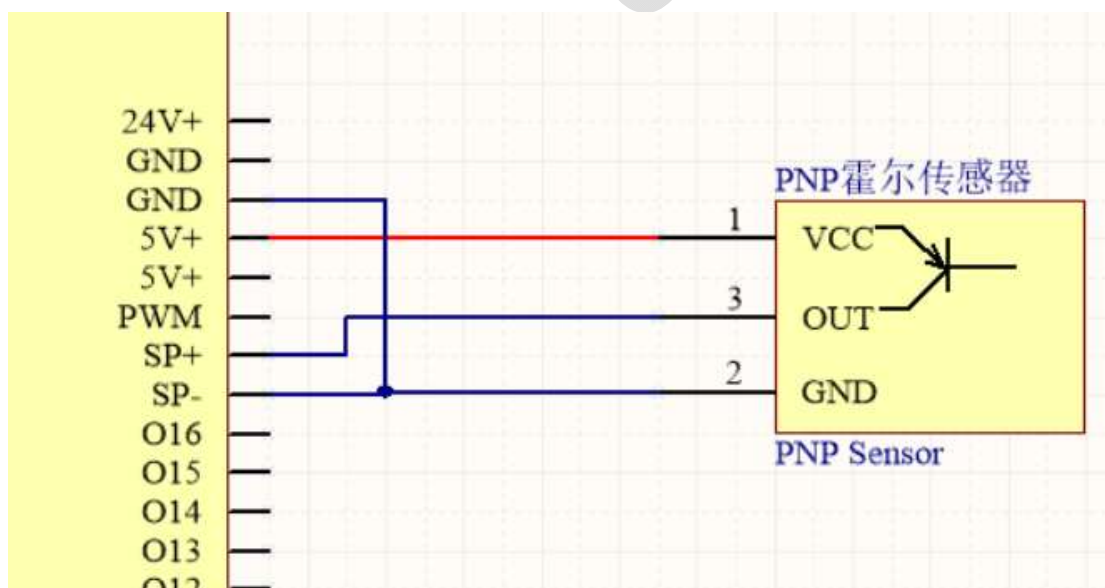 24V+
GND
GND
5V+
5V+
PWM
SP+
SP-
O16
O15
O14
O13
O12
PNP霍尔传感器
1
VCC
3
OUT
2
GND
PNP Sensor